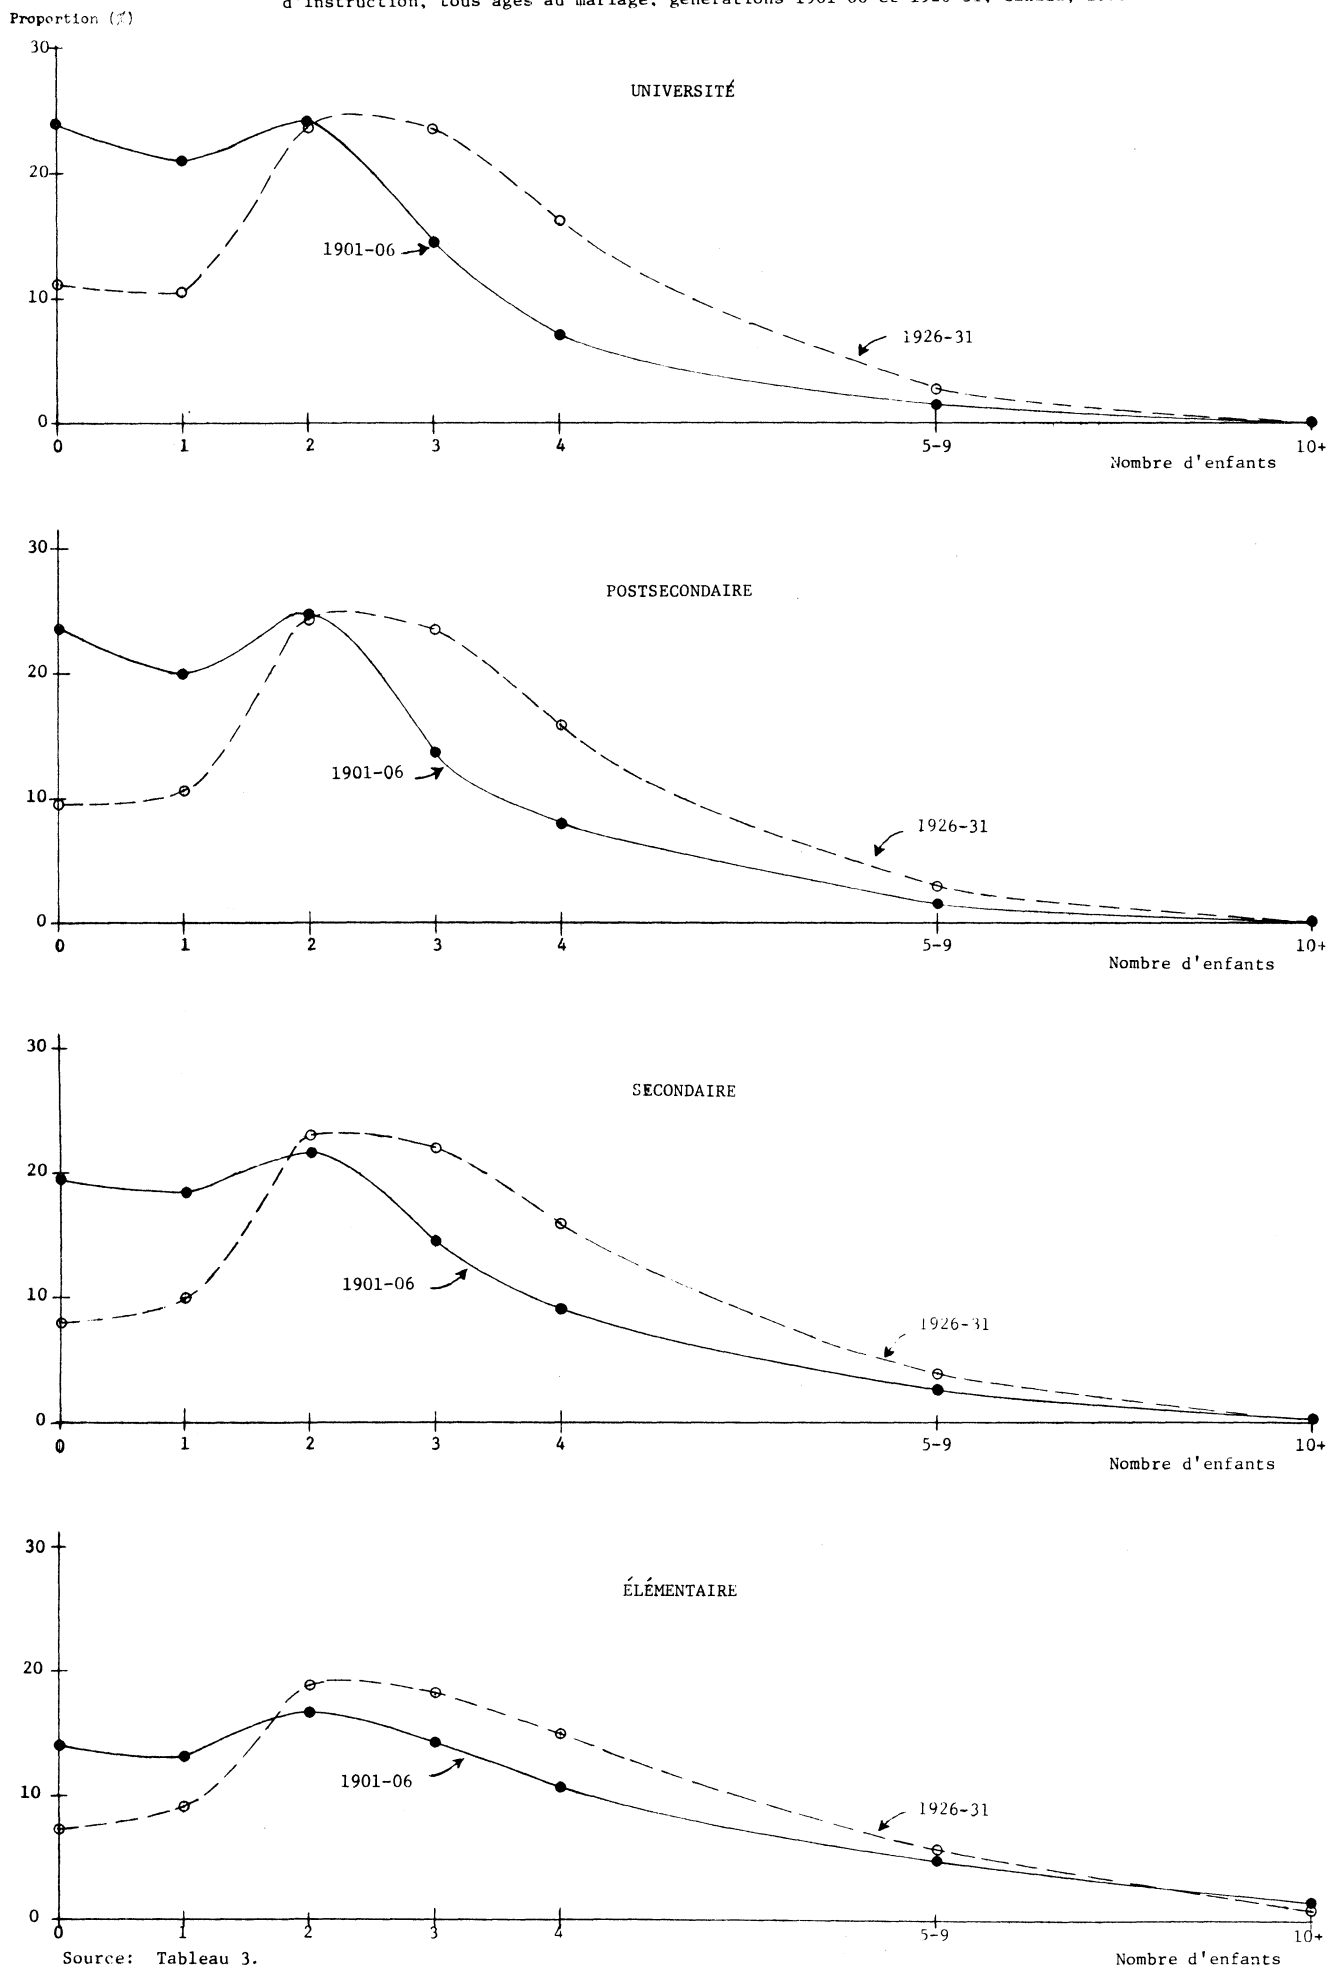 d'instruction, tous âges au mariage, générations 1901-06 et 1926-31,
Proportion (%)
30
UNIVERSITÉ
20
1901-06
10
1926-31
0
0 1 2 3 4 5-9 10+
Nombre d'enfants
30
POSTSECONDAIRE
20
1901-06
10
1926-31
0
0 1 2 3 4 5-9 10+
Nombre d'enfants
30
SECONDAIRE
20
1901-06
10
1926-31
0
0 1 2 3 4 5-9 10+
Nombre d'enfants
30
ÉLÉMENTAIRE
20
1901-06
10
1926-31
0
0 1 2 3 4 5-9 10+
Source: Tableau 3.
Nombre d'enfants